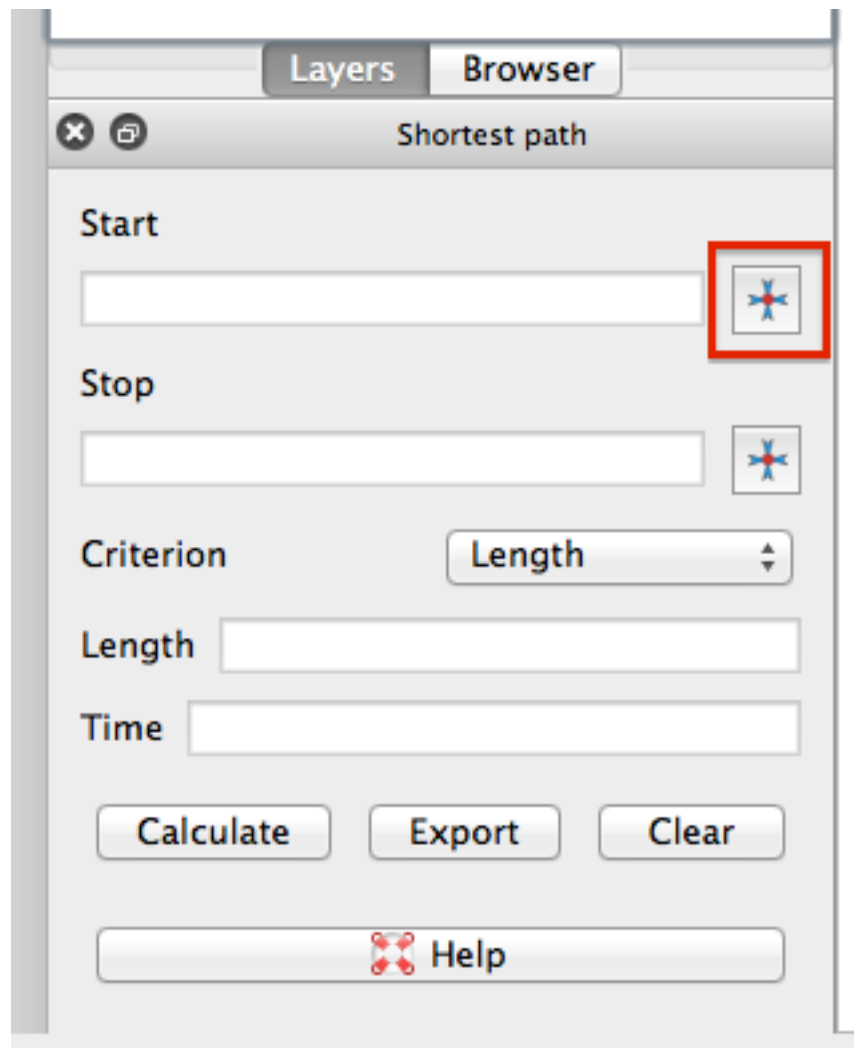 Layers Browser
Shortest path
Start
Stop
Criterion Length
Length
Time
Calculate Export Clear
Help